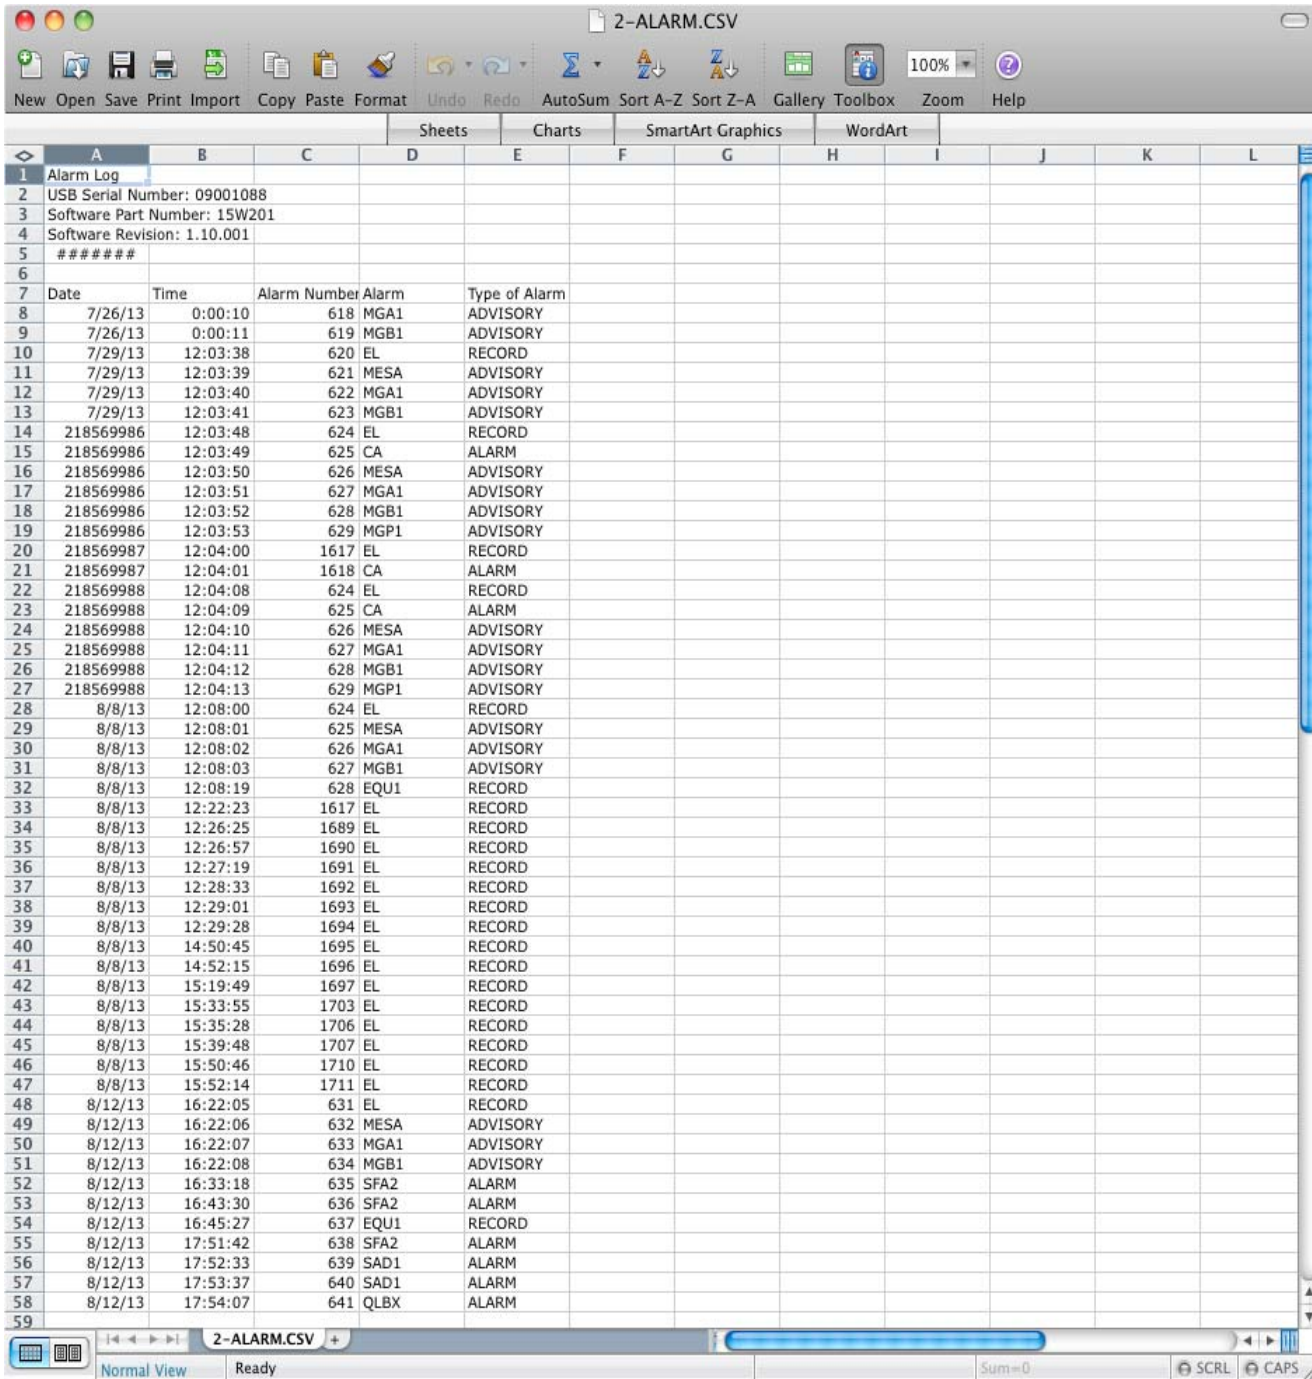 2-ALARM.CSV
New Open Save Print Import Copy Paste Format Undo Redo AutoSum Sort A-Z Sort Z-A Gallery Toolbox Zoom Help
100%
Sheets Charts SmartArt Graphics WordArt
A B C D E F G H I J K L
1 Alarm Log
2 USB Serial Number: 09001088
3 Software Part Number: 15W201
4 Software Revision: 1.10.001
5 #######
6
7 Date Time Alarm Number Alarm Type of Alarm
8 7/26/13 0:00:10 618 MGA1 ADVISORY
9 7/26/13 0:00:11 619 MGB1 ADVISORY
10 7/29/13 12:03:38 620 EL RECORD
11 7/29/13 12:03:39 621 MESA ADVISORY
12 7/29/13 12:03:40 622 MGA1 ADVISORY
13 7/29/13 12:03:41 623 MGB1 ADVISORY
14 218569986 12:03:48 624 EL RECORD
15 218569986 12:03:49 625 CA ALARM
16 218569986 12:03:50 626 MESA ADVISORY
17 218569986 12:03:51 627 MGA1 ADVISORY
18 218569986 12:03:52 628 MGB1 ADVISORY
19 218569986 12:03:53 629 MGP1 ADVISORY
20 218569987 12:04:00 1617 EL RECORD
21 218569987 12:04:01 1618 CA ALARM
22 218569988 12:04:08 624 EL RECORD
23 218569988 12:04:09 625 CA ALARM
24 218569988 12:04:10 626 MESA ADVISORY
25 218569988 12:04:11 627 MGA1 ADVISORY
26 218569988 12:04:12 628 MGB1 ADVISORY
27 218569988 12:04:13 629 MGP1 ADVISORY
28 8/8/13 12:08:00 624 EL RECORD
29 8/8/13 12:08:01 625 MESA ADVISORY
30 8/8/13 12:08:02 626 MGA1 ADVISORY
31 8/8/13 12:08:03 627 MGB1 ADVISORY
32 8/8/13 12:08:19 628 EQU1 RECORD
33 8/8/13 12:22:23 1617 EL RECORD
34 8/8/13 12:26:25 1689 EL RECORD
35 8/8/13 12:26:57 1690 EL RECORD
36 8/8/13 12:27:19 1691 EL RECORD
37 8/8/13 12:28:33 1692 EL RECORD
38 8/8/13 12:29:01 1693 EL RECORD
39 8/8/13 12:29:28 1694 EL RECORD
40 8/8/13 14:50:45 1695 EL RECORD
41 8/8/13 14:52:15 1696 EL RECORD
42 8/8/13 15:19:49 1697 EL RECORD
43 8/8/13 15:33:55 1703 EL RECORD
44 8/8/13 15:35:28 1706 EL RECORD
45 8/8/13 15:39:48 1707 EL RECORD
46 8/8/13 15:50:46 1710 EL RECORD
47 8/8/13 15:52:14 1711 EL RECORD
48 8/12/13 16:22:05 631 EL RECORD
49 8/12/13 16:22:06 632 MESA ADVISORY
50 8/12/13 16:22:07 633 MGA1 ADVISORY
51 8/12/13 16:22:08 634 MGB1 ADVISORY
52 8/12/13 16:33:18 635 SFA2 ALARM
53 8/12/13 16:43:30 636 SFA2 ALARM
54 8/12/13 16:45:27 637 EQU1 RECORD
55 8/12/13 17:51:42 638 SFA2 ALARM
56 8/12/13 17:52:33 639 SAD1 ALARM
57 8/12/13 17:53:37 640 SAD1 ALARM
58 8/12/13 17:54:07 641 QLBX ALARM
59
2-ALARM.CSV +
Normal View Ready Sum=0 SCRL CAPS